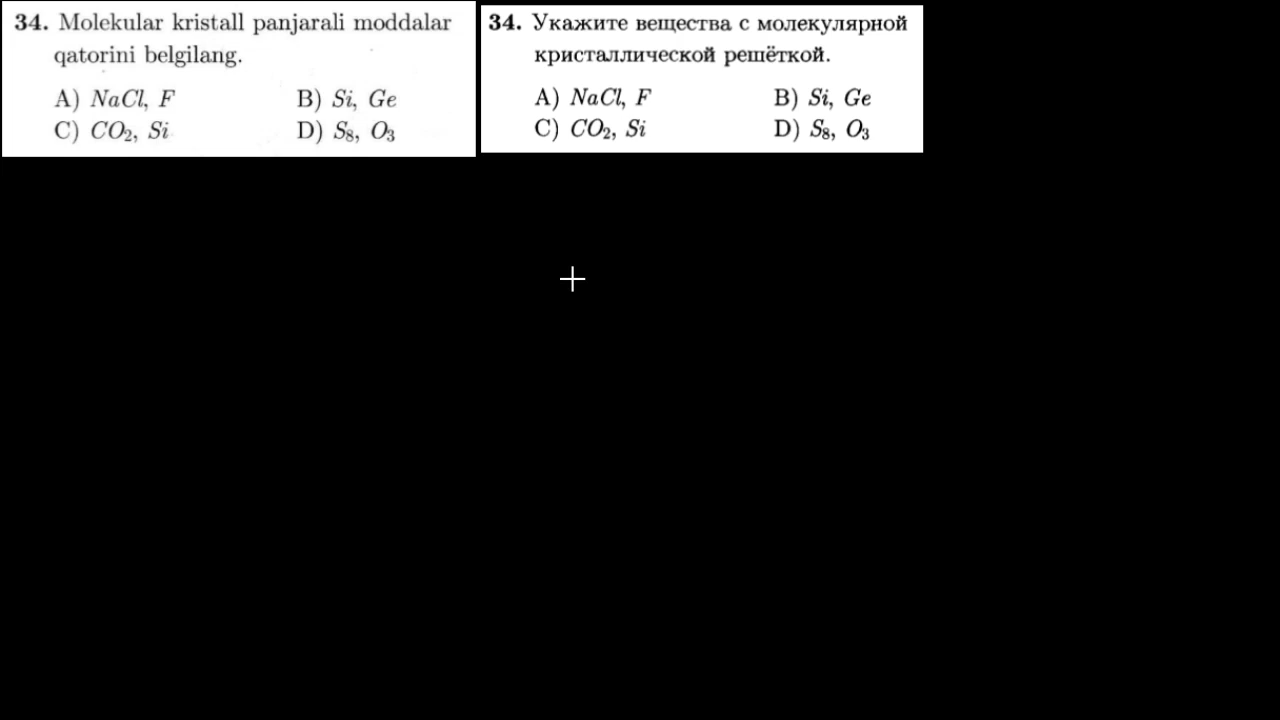 34. Molekular kristall panjarali moddalar
qatorini belgilang.
A) NaCl, F B) Si, Ge
C) CO₂, Si D) S₈, O₃
34. Укажите вещества с молекулярной
кристаллической решёткой.
A) NaCl, F B) Si, Ge
C) CO₂, Si D) S₈, O₃